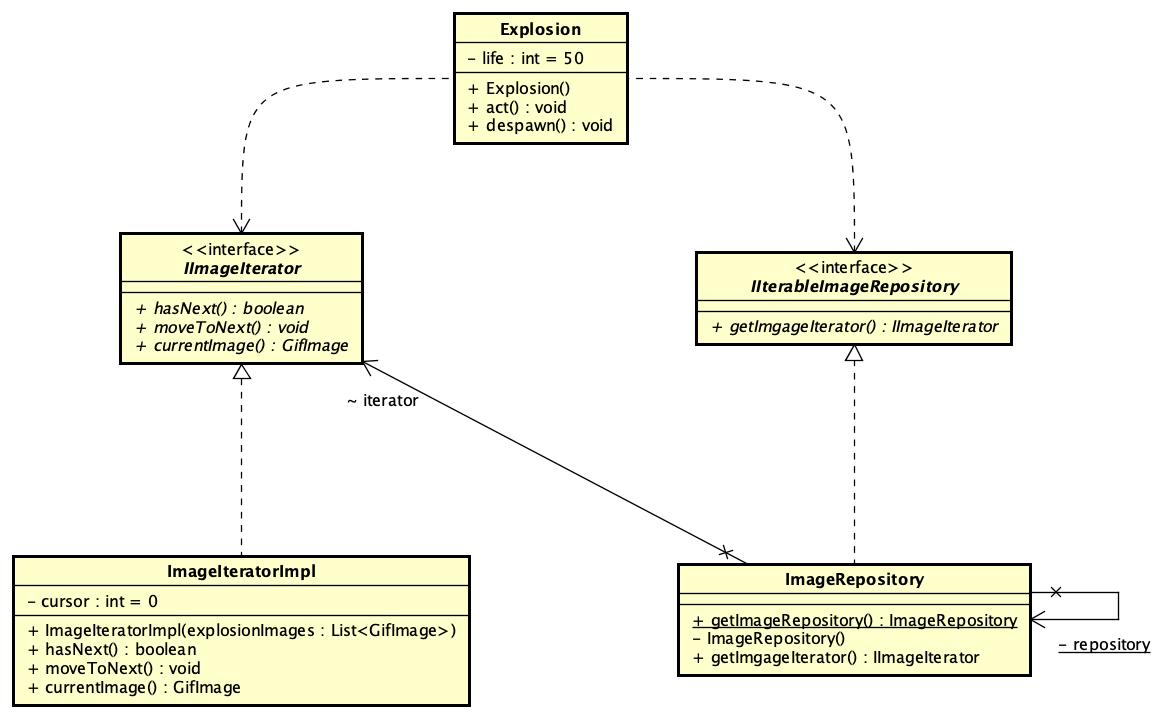 Explosion
- life : int = 50
+ Explosion()
+ act() : void
+ despawn() : void
<<interface>>
IImageIterator
+ hasNext() : boolean
+ moveToNext() : void
+ currentImage() : GifImage
<<interface>>
IIterableImageRepository
+ getImgageIterator() : IImageIterator
~ iterator
ImageIteratorImpl
- cursor : int = 0
+ ImageIteratorImpl(explosionImages : List<GifImage>)
+ hasNext() : boolean
+ moveToNext() : void
+ currentImage() : GifImage
ImageRepository
+ getImageRepository() : ImageRepository
- ImageRepository()
+ getImgageIterator() : IImageIterator
- repository